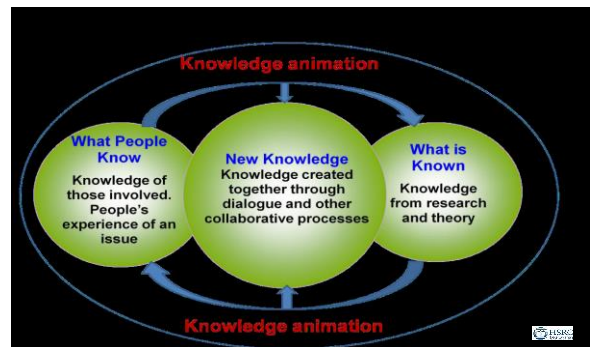 Knowledge animation
What People
Know
Knowledge of
those involved.
People's
experience of an
issue
New Knowledge
Knowledge created
together through
dialogue and other
collaborative processes
What is
Known
Knowledge
from research
and theory
Knowledge animation
HSRC